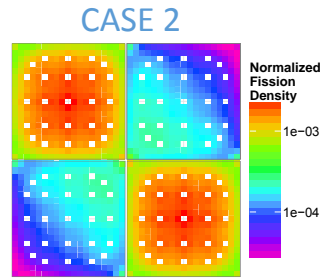 CASE 2
Normalized
Fission
Density
1e−03
1e−04